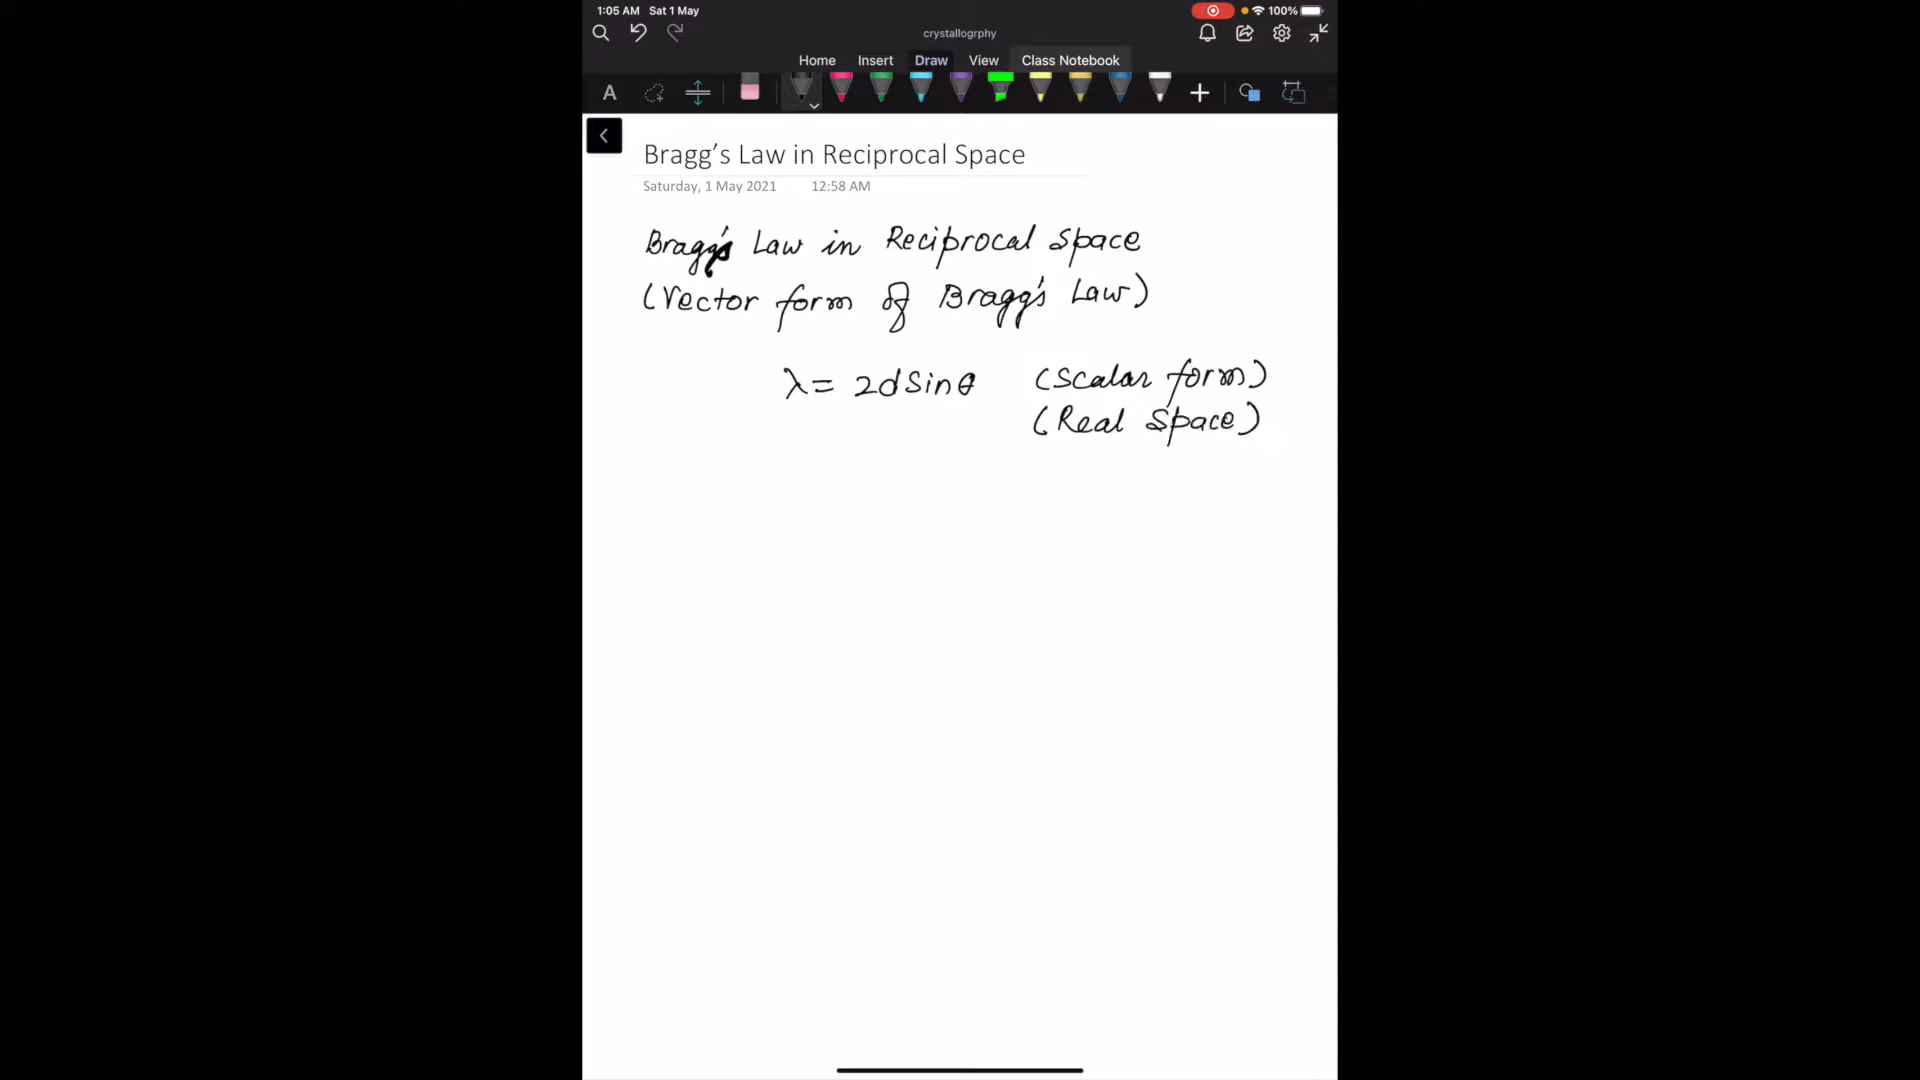 1:05 AM Sat 1 May 100%
crystallogrphy
Home Insert Draw View Class Notebook
A
Bragg’s Law in Reciprocal Space
Saturday, 1 May 2021 12:58 AM
Bragg's Law in Reciprocal Space
(Vector form of Bragg's Law)
λ = 2dSinθ (Scalar form)
(Real Space)